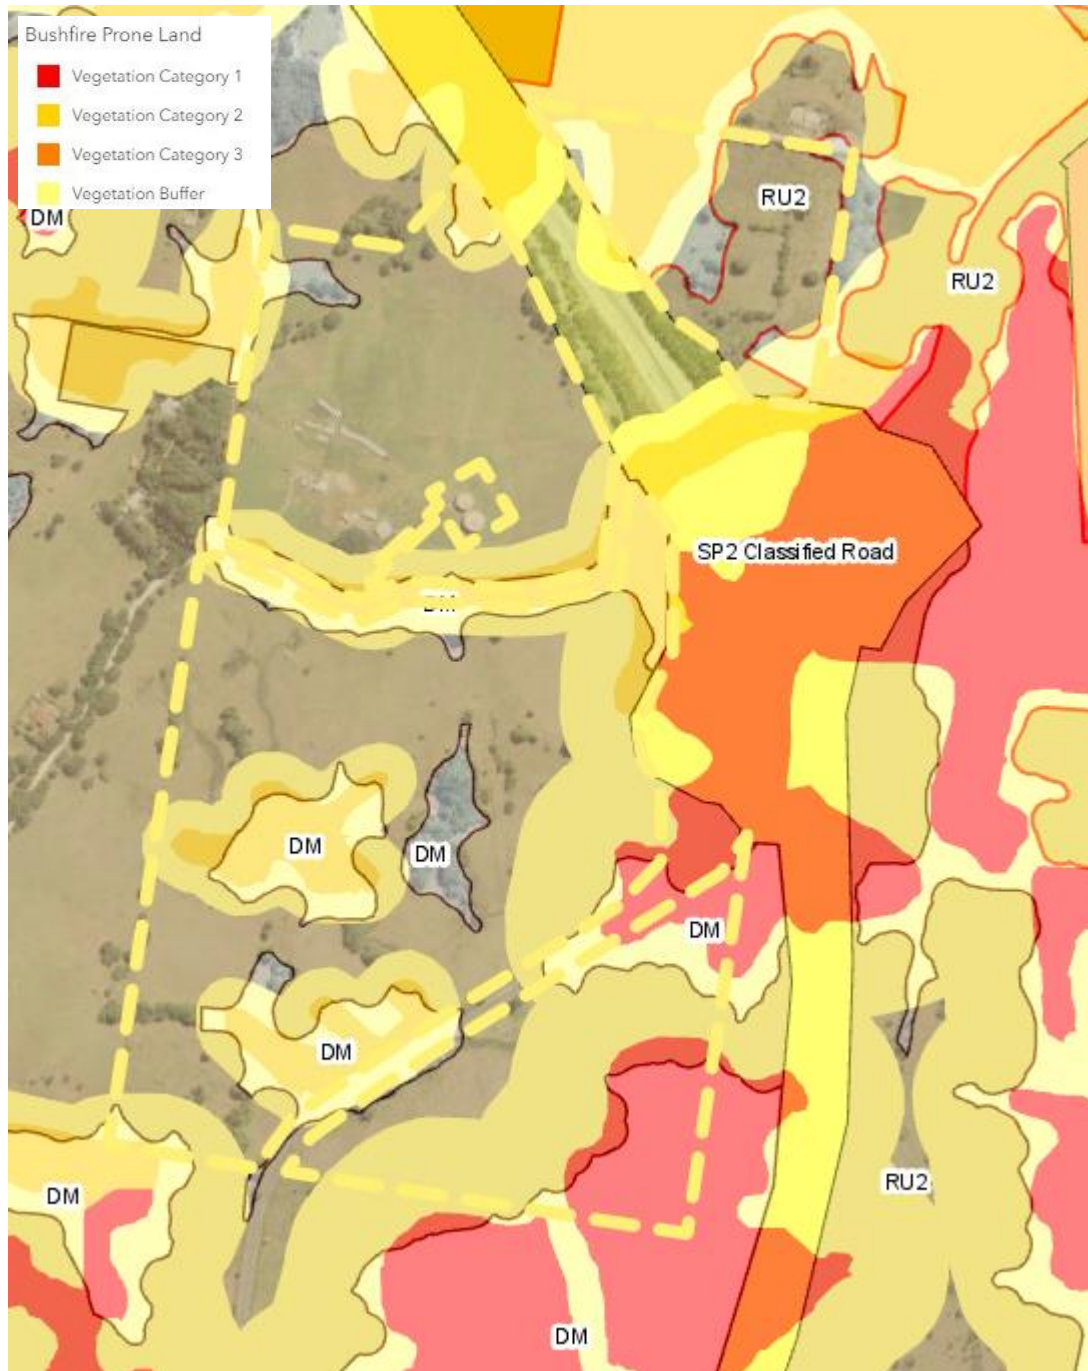 Bushfire Prone Land
Vegetation Category 1
Vegetation Category 2
Vegetation Category 3
Vegetation Buffer
DM
RU2
RU2
SP2 Classified Road
DM
DM
DM
DM
DM
DM
RU2
DM